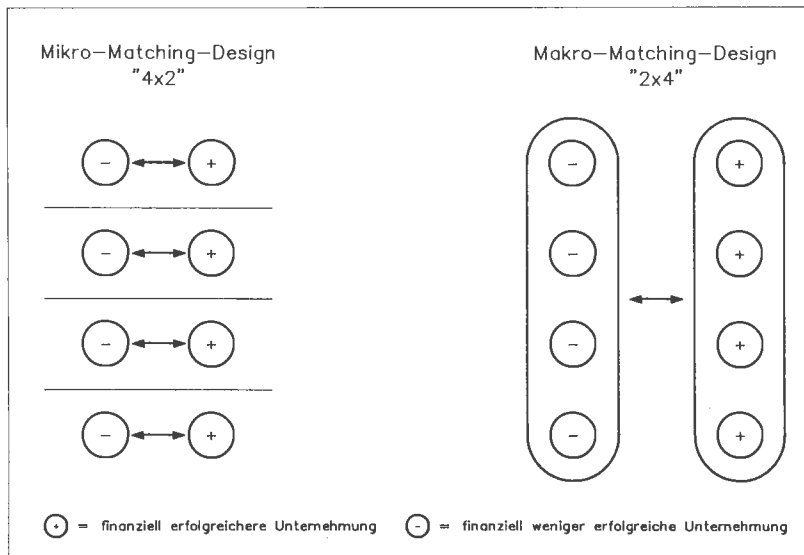 Mikro-Matching-Design
"4x2"
Makro-Matching-Design
"2x4"
- +
- +
- +
- +
- +
- +
- +
- +
+ = finanziell erfolgreichere Unternehmung
- = finanziell weniger erfolgreiche Unternehmung